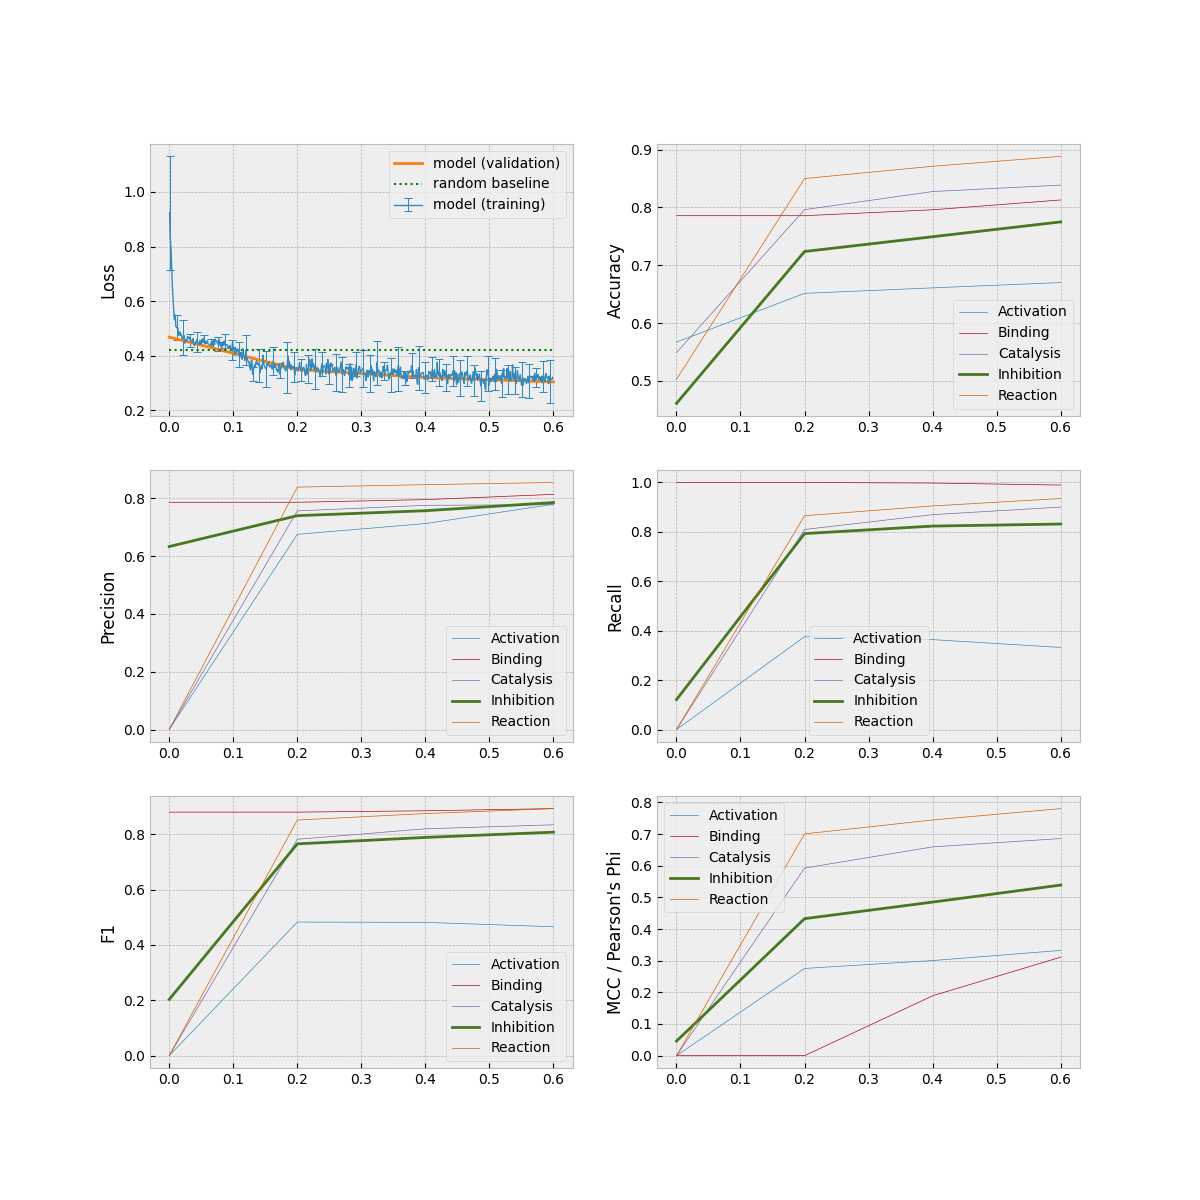 model (validation)
random baseline
model (training)
Loss
1.0
0.8
0.6
0.4
0.2
0.0 0.1 0.2 0.3 0.4 0.5 0.6
Accuracy
0.9
0.8
0.7
0.6
0.5
Activation
Binding
Catalysis
Inhibition
Reaction
0.0 0.1 0.2 0.3 0.4 0.5 0.6
Precision
0.8
0.6
0.4
0.2
0.0
Activation
Binding
Catalysis
Inhibition
Reaction
0.0 0.1 0.2 0.3 0.4 0.5 0.6
Recall
1.0
0.8
0.6
0.4
0.2
0.0
Activation
Binding
Catalysis
Inhibition
Reaction
0.0 0.1 0.2 0.3 0.4 0.5 0.6
F1
0.8
0.6
0.4
0.2
0.0
Activation
Binding
Catalysis
Inhibition
Reaction
0.0 0.1 0.2 0.3 0.4 0.5 0.6
MCC / Pearson's Phi
0.8
0.7
0.6
0.5
0.4
0.3
0.2
0.1
0.0
Activation
Binding
Catalysis
Inhibition
Reaction
0.0 0.1 0.2 0.3 0.4 0.5 0.6